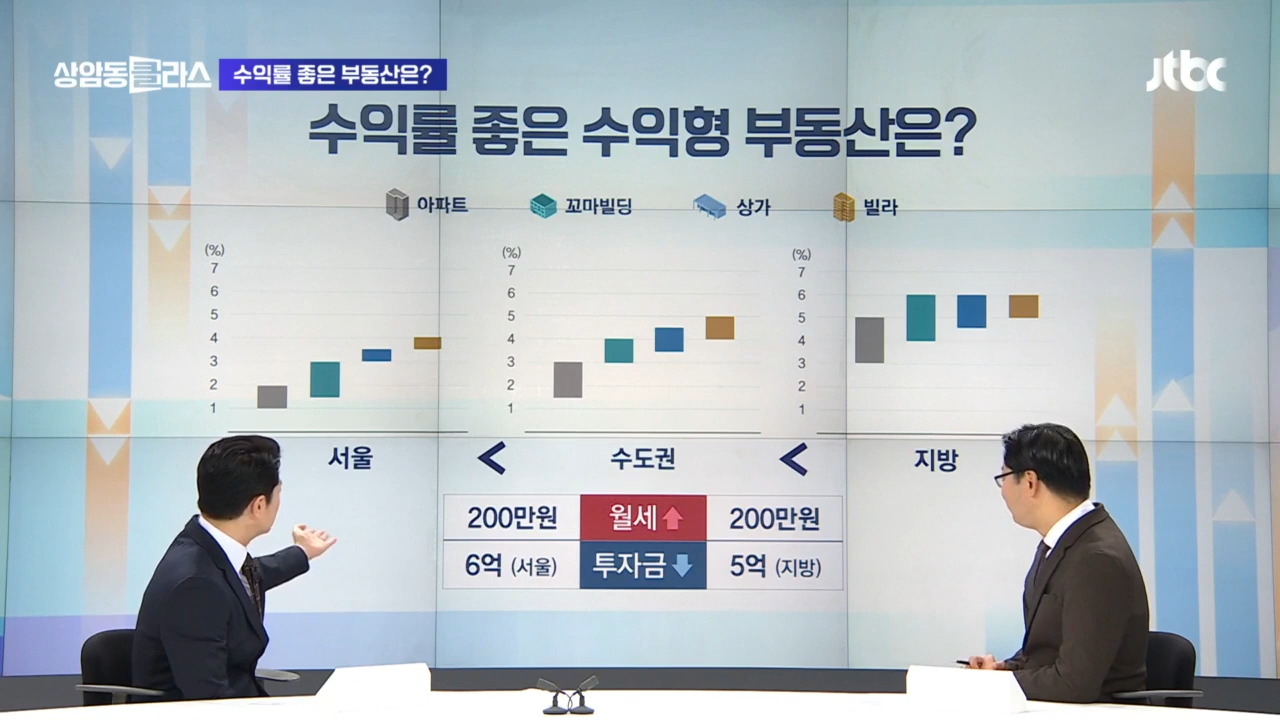 상암동클라스 수익률 좋은 부동산은?
jtbc
수익률 좋은 수익형 부동산은?
아파트 꼬마빌딩 상가 빌라
(%) (%) (%)
7 7 7
6 6 6
5 5 5
4 4 4
3 3 3
2 2 2
1 1 1
서울 < 수도권 < 지방
200만원 월세 ↑ 200만원
6억 (서울) 투자금 ↓ 5억 (지방)